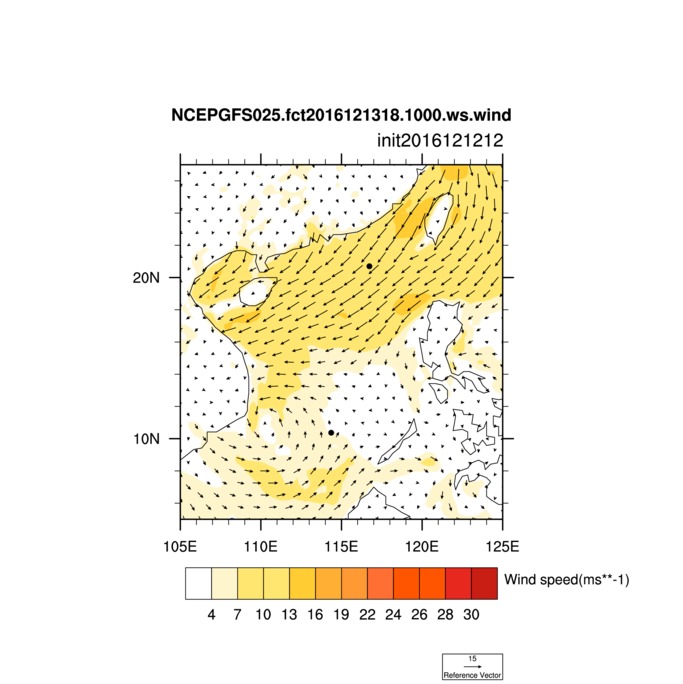 NCEPGFS025.fct2016121318.1000.ws.wind
init2016121212
20N
10N
105E 110E 115E 120E 125E
Wind speed(ms**-1)
4 7 10 13 16 19 22 24 26 28 30
15
Reference Vector